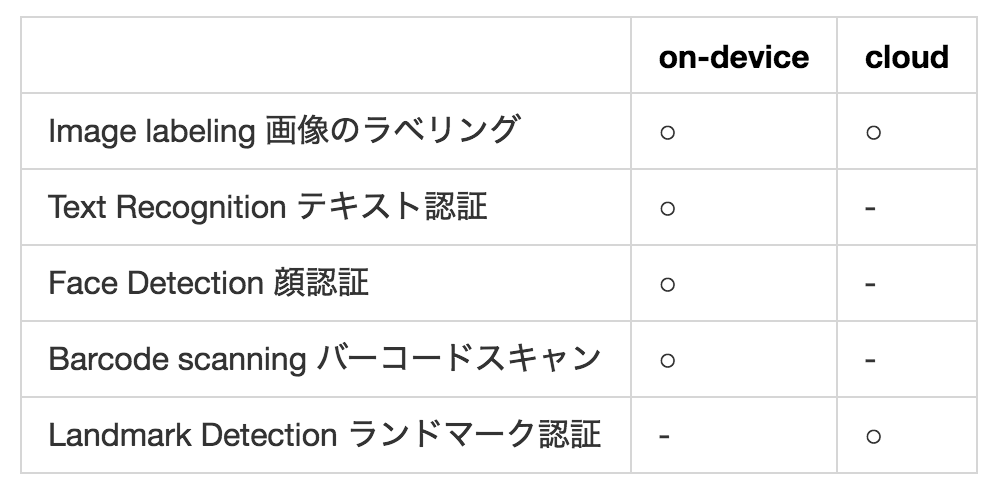 on-device cloud
Image labeling 画像のラベリング ○ ○
Text Recognition テキスト認証 ○ -
Face Detection 顔認証 ○ -
Barcode scanning バーコードスキャン ○ -
Landmark Detection ランドマーク認証 - ○